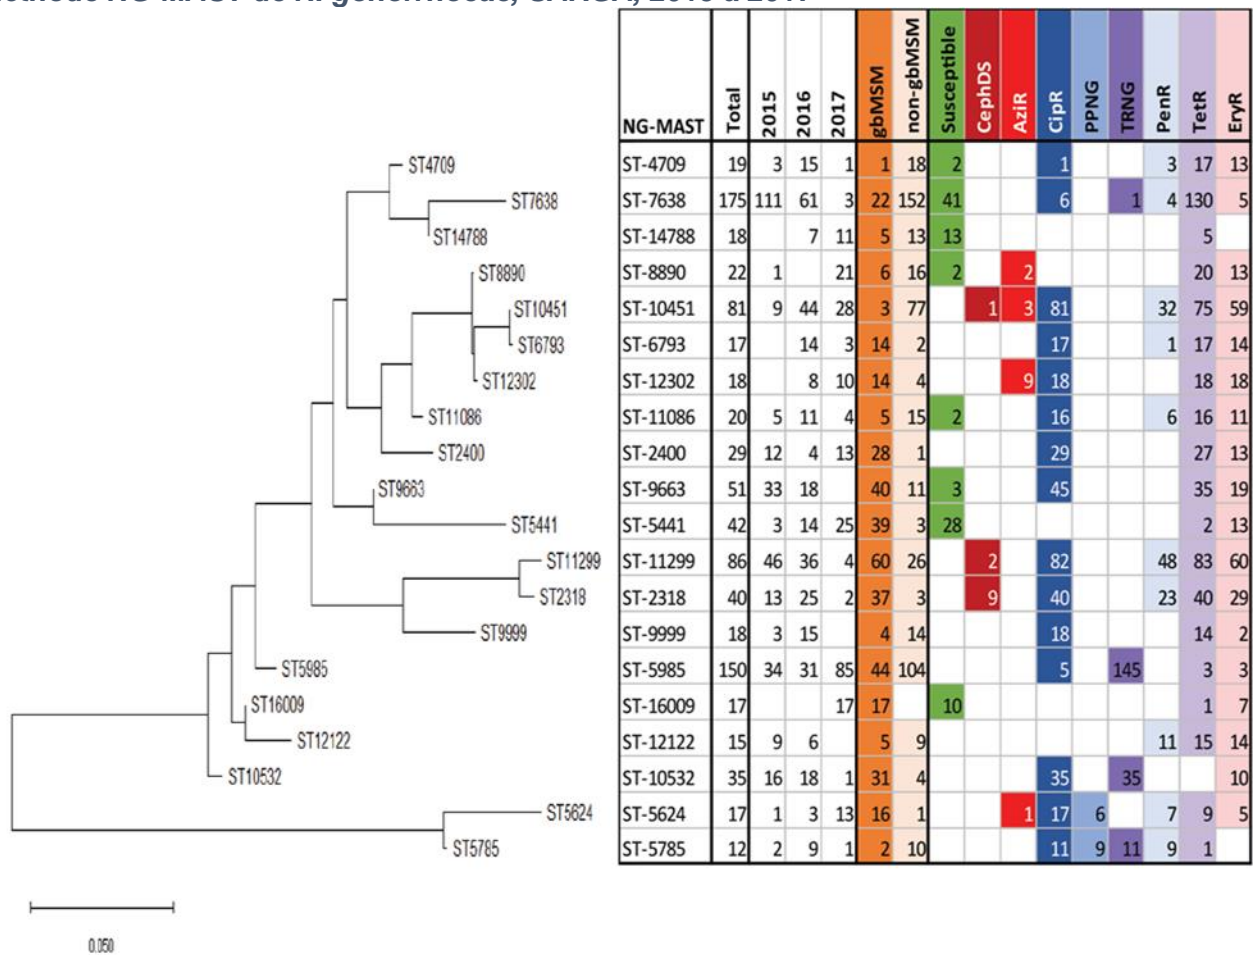 ST4709
ST7638
ST14788
ST8890
ST10451
ST6793
ST12302
ST11086
ST2400
ST9663
ST5441
ST11299
ST2318
ST9999
ST5985
ST16009
ST12122
ST10532
ST5624
ST5785
0.050
NG-MAST Total 2015 2016 2017 gbMSM non-gbMSM Susceptible CephDS AziR CipR PPNG TRNG PenR TetR EryR
ST-4709 19 3 15 1 1 18 2 1 3 17 13
ST-7638 175 111 61 3 22 152 41 6 1 4 130 5
ST-14788 18 7 11 5 13 13 5
ST-8890 22 1 21 6 16 2 2 20 13
ST-10451 81 9 44 28 3 77 1 3 81 32 75 59
ST-6793 17 14 3 14 2 17 1 17 14
ST-12302 18 8 10 14 4 9 18 18 18
ST-11086 20 5 11 4 5 15 2 16 6 16 11
ST-2400 29 12 4 13 28 1 29 27 13
ST-9663 51 33 18 40 11 3 45 35 19
ST-5441 42 3 14 25 39 3 28 2 13
ST-11299 86 46 36 4 60 26 2 82 48 83 60
ST-2318 40 13 25 2 37 3 9 40 23 40 29
ST-9999 18 3 15 4 14 18 14 2
ST-5985 150 34 31 85 44 104 5 145 3 3
ST-16009 17 17 17 10 1 7
ST-12122 15 9 6 5 9 11 15 14
ST-10532 35 16 18 1 31 4 35 35 10
ST-5624 17 1 3 13 16 1 1 17 6 7 9 5
ST-5785 12 2 9 1 2 10 11 9 11 9 1